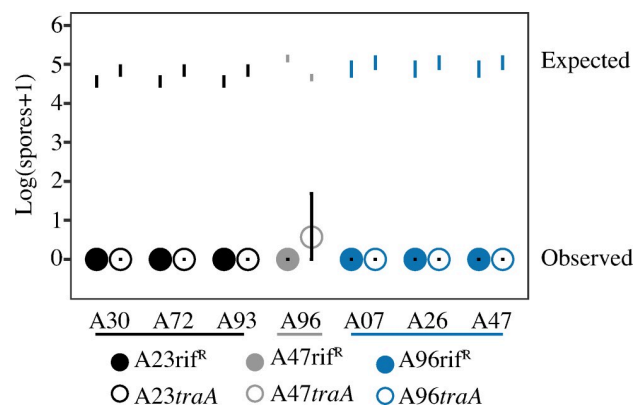 Log(spores+1)
6
5
4
3
2
1
0
Expected
Observed
A30 A72 A93 A96 A07 A26 A47
A23rifᴿ A47rifᴿ A96rifᴿ
A23traA A47traA A96traA